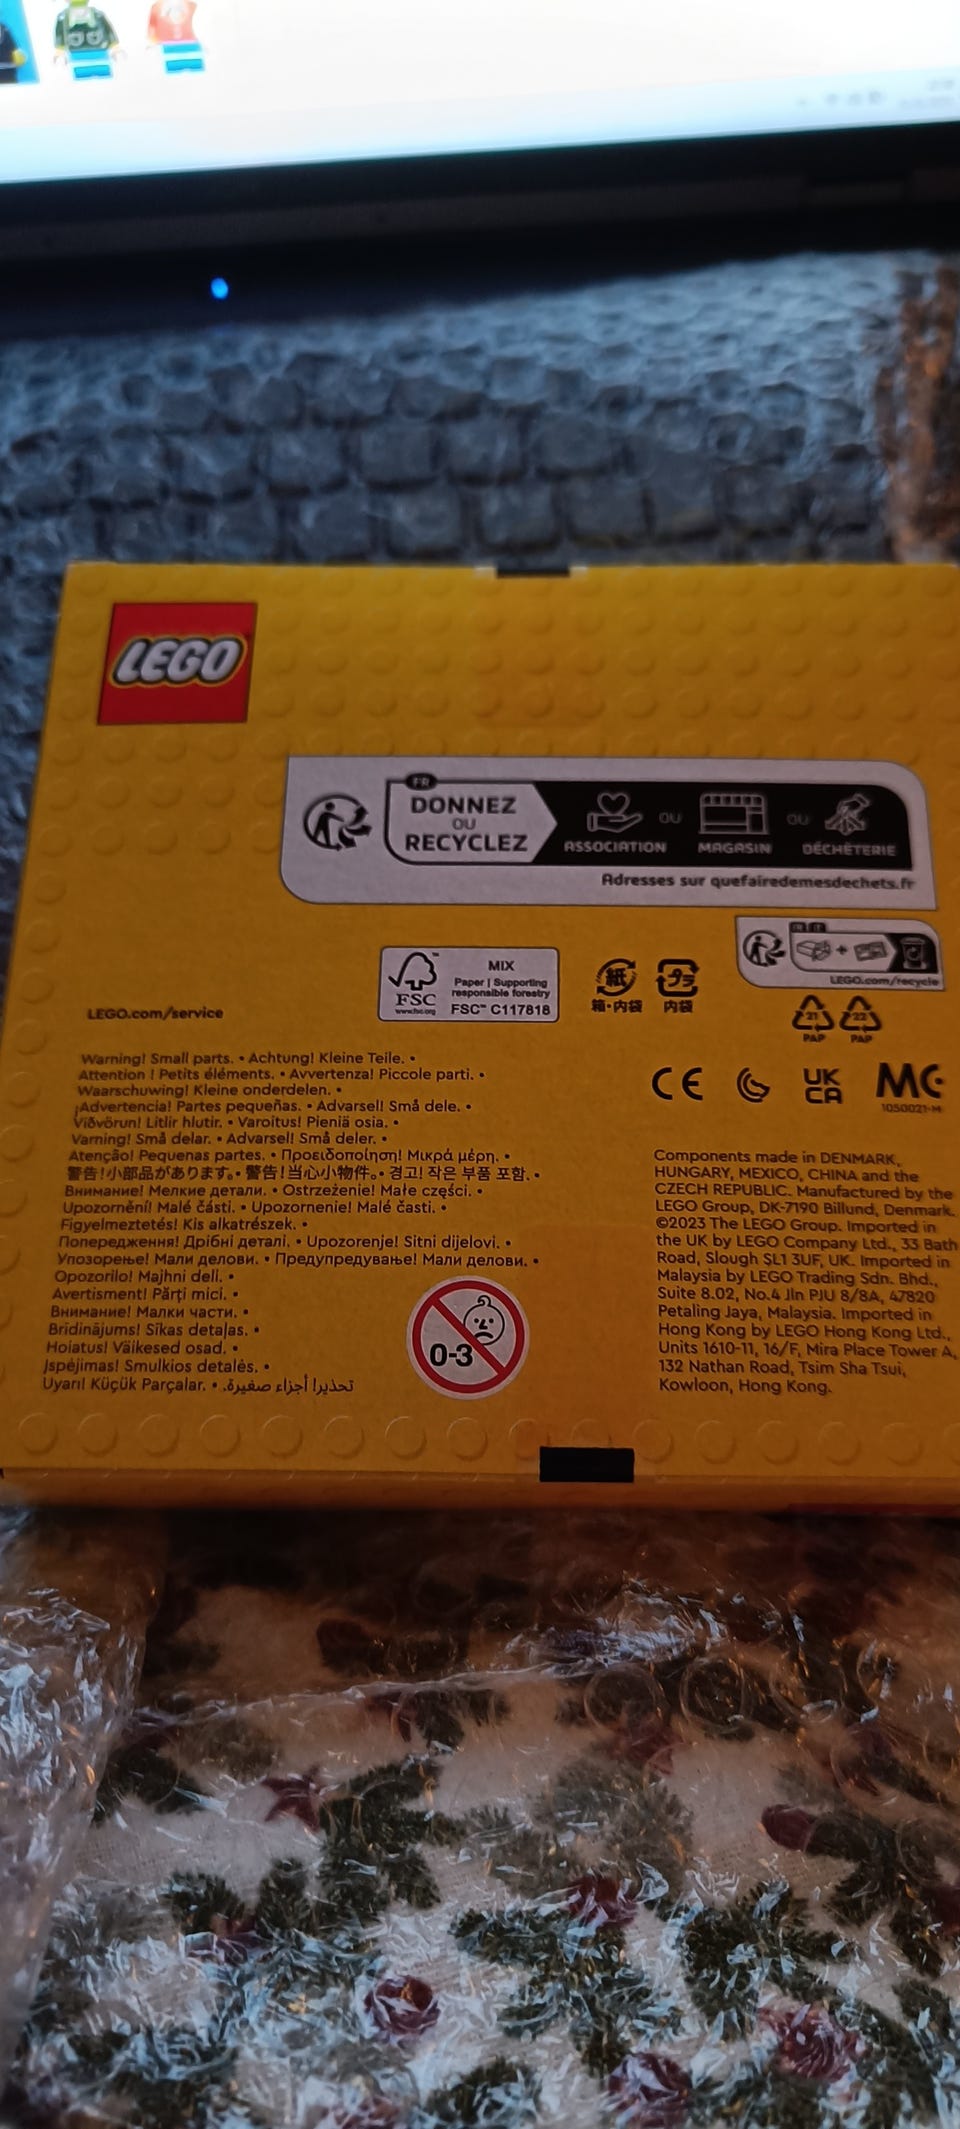 LEGO
FR
DONNEZ
OU
RECYCLEZ
ASSOCIATION
OU
MAGASIN
OU
DÉCHÈTERIE
Adresses sur quefairedemesdechets.fr
FSC
www.fsc.org
MIX
Paper | Supporting
responsible forestry
FSC™ C117818
紙
箱・内袋
プラ
内袋
FR
IT
+
LEGO.com/recycle
21
PAP
22
PAP
LEGO.com/service
CE
UK
CA
MC
1050021-M
Warning! Small parts. • Achtung! Kleine Teile. •
Attention ! Petits éléments. • Avvertenza! Piccole parti. •
Waarschuwing! Kleine onderdelen. •
¡Advertencia! Partes pequeñas. • Advarsel! Små dele. •
Viðvörun! Litlir hlutir. • Varoitus! Pieniä osia. •
Varning! Små delar. • Advarsel! Små deler. •
Atenção! Pequenas partes. • Προειδοποίηση! Μικρά μέρη. •
警告!小部品があります。• 警告!当心小物件。• 경고! 작은 부품 포함. •
Внимание! Мелкие детали. • Ostrzeżenie! Małe części. •
Upozornění! Malé části. • Upozornenie! Malé časti. •
Figyelmeztetés! Kis alkatrészek. •
Попередження! Дрібні деталі. • Upozorenje! Sitni dijelovi. •
Упозорење! Мали делови. • Предупредување! Мали делови. •
Opozorilo! Majhni deli. •
Avertisment! Părți mici. •
Внимание! Малки части. •
Brīdinājums! Sīkas detaļas. •
Hoiatus! Väikesed osad. •
Įspėjimas! Smulkios detalės. •
Uyarı! Küçük Parçalar. • تحذير! أجزاء صغيرة.
0-3
Components made in DENMARK,
HUNGARY, MEXICO, CHINA and the
CZECH REPUBLIC. Manufactured by the
LEGO Group, DK-7190 Billund, Denmark.
©2023 The LEGO Group. Imported in
the UK by LEGO Company Ltd., 33 Bath
Road, Slough SL1 3UF, UK. Imported in
Malaysia by LEGO Trading Sdn. Bhd.,
Suite 8.02, No.4 Jln PJU 8/8A, 47820
Petaling Jaya, Malaysia. Imported in
Hong Kong by LEGO Hong Kong Ltd.,
Units 1610-11, 16/F, Mira Place Tower A,
132 Nathan Road, Tsim Sha Tsui,
Kowloon, Hong Kong.